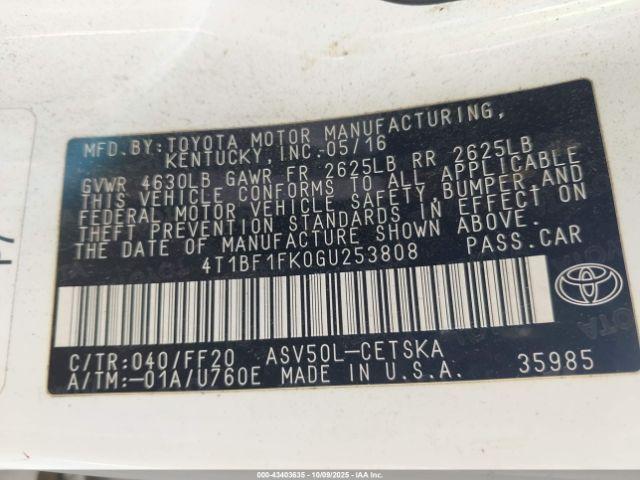 MFD. BY: TOYOTA MOTOR MANUFACTURING,
KENTUCKY, INC. 05/16
GVWR 4630LB GAWR FR 2625LB RR 2625LB
THIS VEHICLE CONFORMS TO ALL APPLICABLE
FEDERAL MOTOR VEHICLE SAFETY, BUMPER AND
THEFT PREVENTION STANDARDS IN EFFECT ON
THE DATE OF MANUFACTURE SHOWN ABOVE.
4T1BF1FK0GU253808 PASS.CAR
C/TR:040/FF20 ASV50L-CETSKA
A/TM:-01A/U760E MADE IN U.S.A. 35985
000-43403635 - 10/09/2025 - IAA Inc.